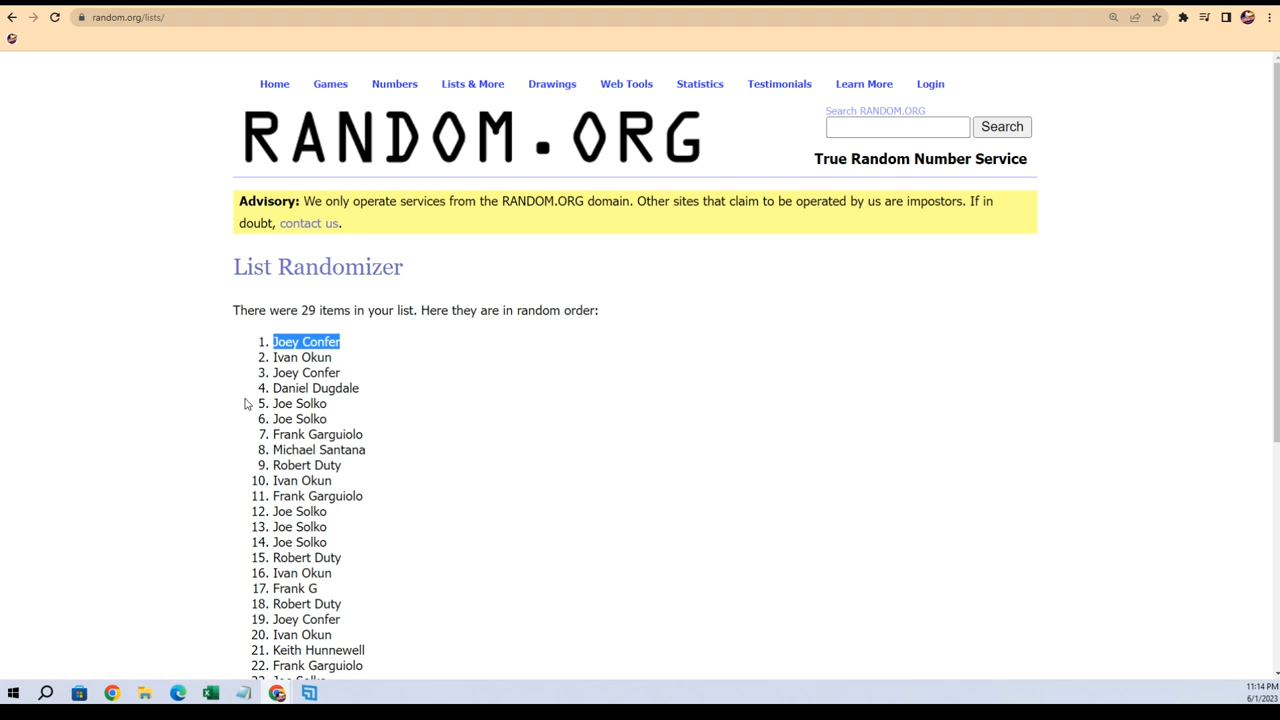 random.org/lists/
Home Games Numbers Lists & More Drawings Web Tools Statistics Testimonials Learn More Login
RANDOM.ORG
Search RANDOM.ORG
Search
True Random Number Service
Advisory: We only operate services from the RANDOM.ORG domain. Other sites that claim to be operated by us are impostors. If in
doubt, contact us.
List Randomizer
There were 29 items in your list. Here they are in random order:
1. Joey Confer
2. Ivan Okun
3. Joey Confer
4. Daniel Dugdale
5. Joe Solko
6. Joe Solko
7. Frank Garguiolo
8. Michael Santana
9. Robert Duty
10. Ivan Okun
11. Frank Garguiolo
12. Joe Solko
13. Joe Solko
14. Joe Solko
15. Robert Duty
16. Ivan Okun
17. Frank G
18. Robert Duty
19. Joey Confer
20. Ivan Okun
21. Keith Hunnewell
22. Frank Garguiolo
11:14 PM
6/1/2023